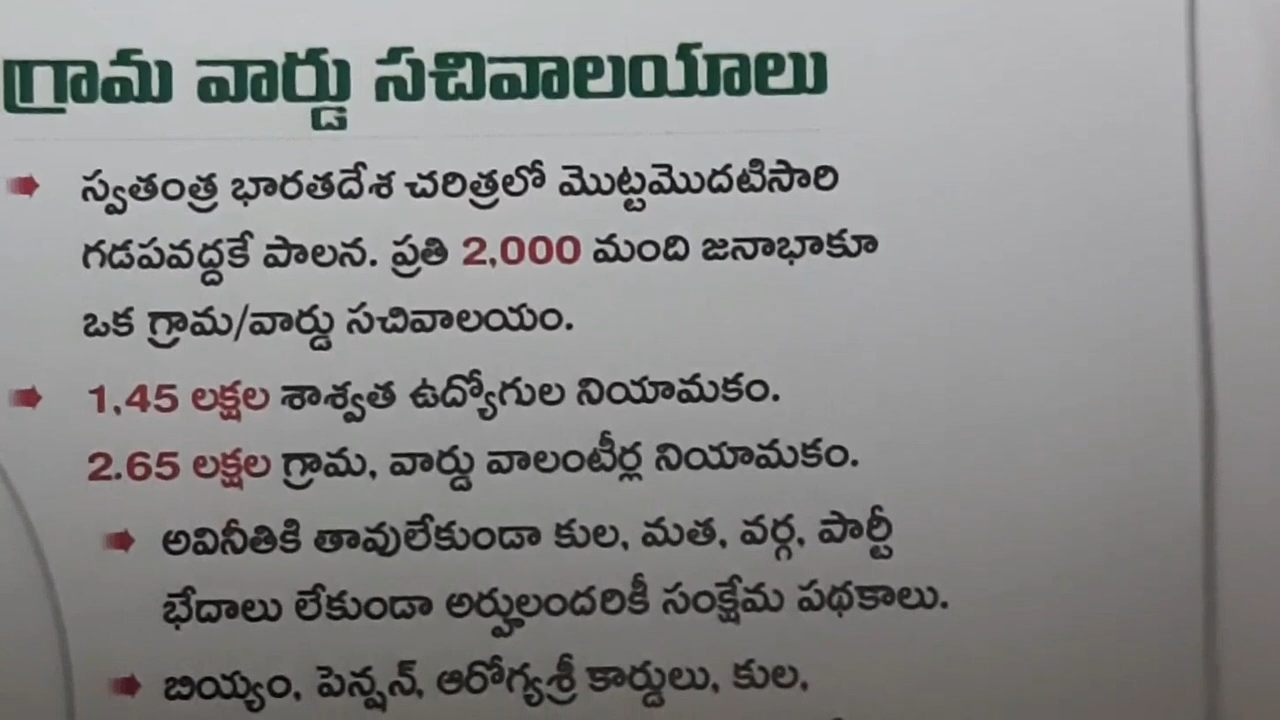 గ్రామ వార్డు సచివాలయాలు
స్వతంత్ర భారతదేశ చరిత్రలో మొట్టమొదటిసారి
గడపవద్దకే పాలన. ప్రతి 2,000 మంది జనాభాకూ
ఒక గ్రామ/వార్డు సచివాలయం.
1.45 లక్షల శాశ్వత ఉద్యోగుల నియామకం.
2.65 లక్షల గ్రామ, వార్డు వాలంటీర్ల నియామకం.
అవినీతికి తావులేకుండా కుల, మత, వర్గ, పార్టీ
భేదాలు లేకుండా అర్హులందరికీ సంక్షేమ పథకాలు.
బియ్యం, పెన్షన్, ఆరోగ్యశ్రీ కార్డులు, కుల,